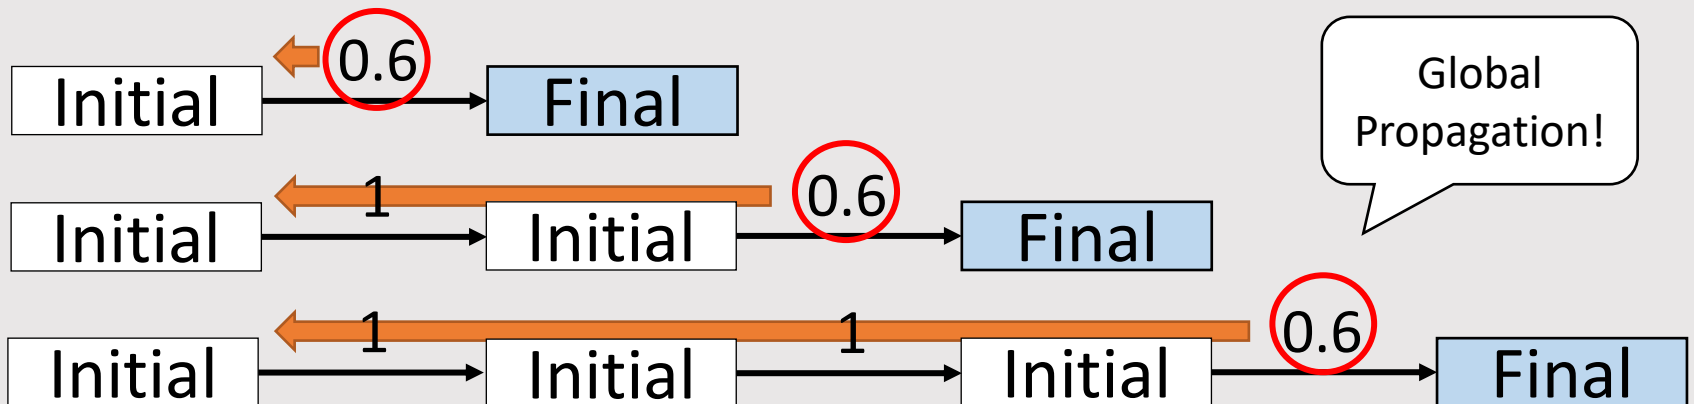 0.6
Initial Final
Global
Propagation!
1 0.6
Initial Initial Final
1 1 0.6
Initial Initial Initial Final